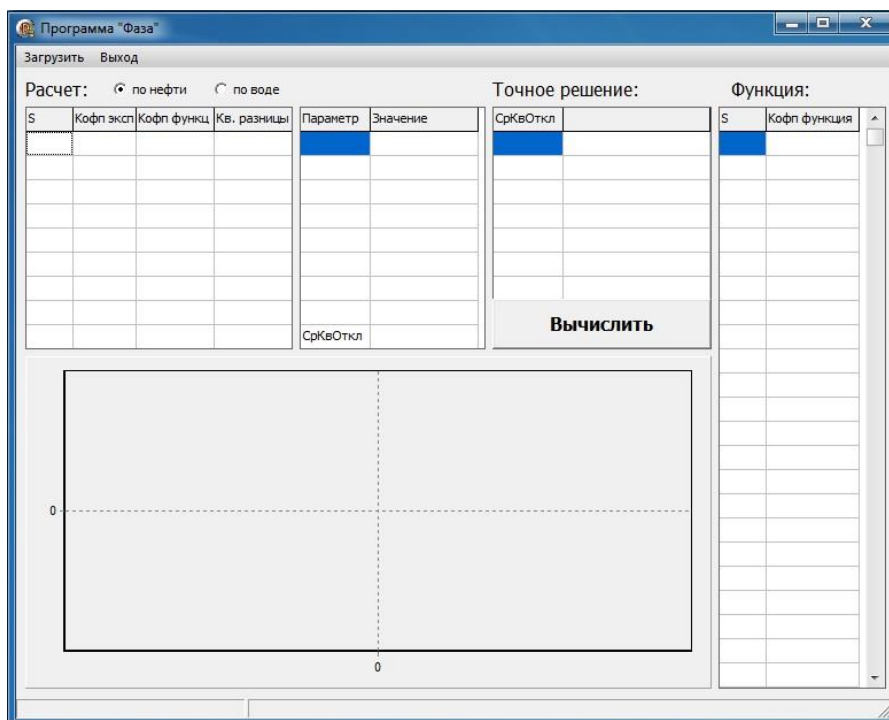 Программа "Фаза"
Загрузить Выход
Расчет: по нефти по воде Точное решение: Функция:
S Кофп эксп Кофп функц Кв. разницы Параметр Значение СрКвОткл S Кофп функция
Вычислить
СрКвОткл
0
0